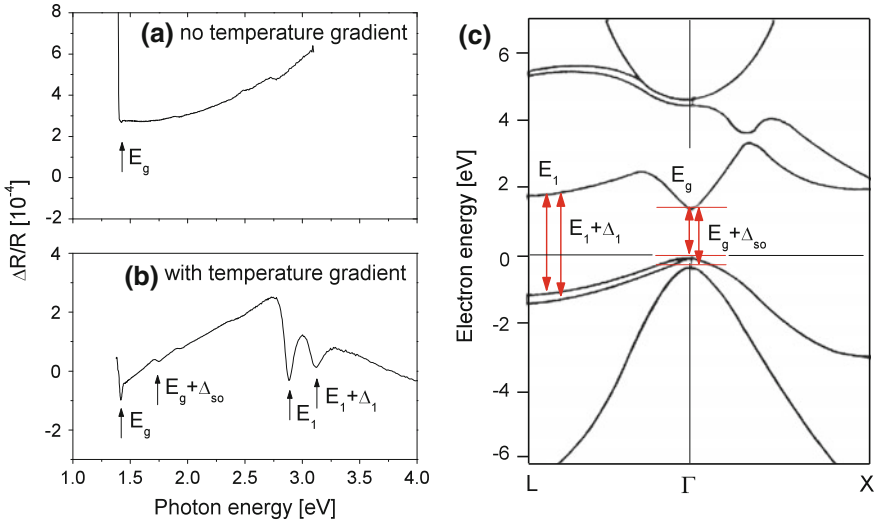 (a) no temperature gradient
8
6
4
2
0
-2
E_g
ΔR/R [10⁻⁴]
(b) with temperature gradient
4
2
0
-2
E_g
E_g+Δ_so
E_1
E_1+Δ_1
1.0 1.5 2.0 2.5 3.0 3.5 4.0
Photon energy [eV]
(c)
Electron energy [eV]
6
4
2
0
-2
-4
-6
E_1
E_1+Δ_1
E_g
E_g+Δ_so
L Γ X